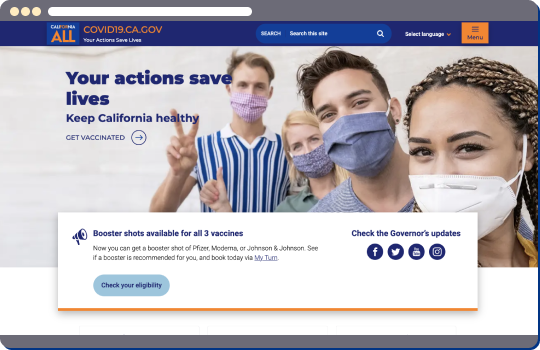 CALIFORNIA
ALL
COVID19.CA.GOV
Your Actions Save Lives
SEARCH Search this site
Select language
Menu
Your actions save
lives
Keep California healthy
GET VACCINATED
Booster shots available for all 3 vaccines
Now you can get a booster shot of Pfizer, Moderna, or Johnson & Johnson. See
if a booster is recommended for you, and book today via My Turn.
Check your eligibility
Check the Governor's updates